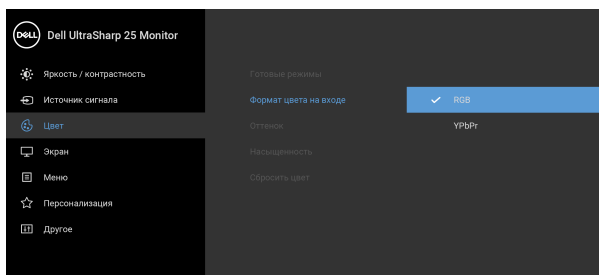 DELL Dell UltraSharp 25 Monitor
Яркость / контрастность
Готовые режимы
Источник сигнала
Формат цвета на входе
RGB
Цвет
Оттенок
YPbPr
Экран
Насыщенность
Меню
Сбросить цвет
Персонализация
Другое